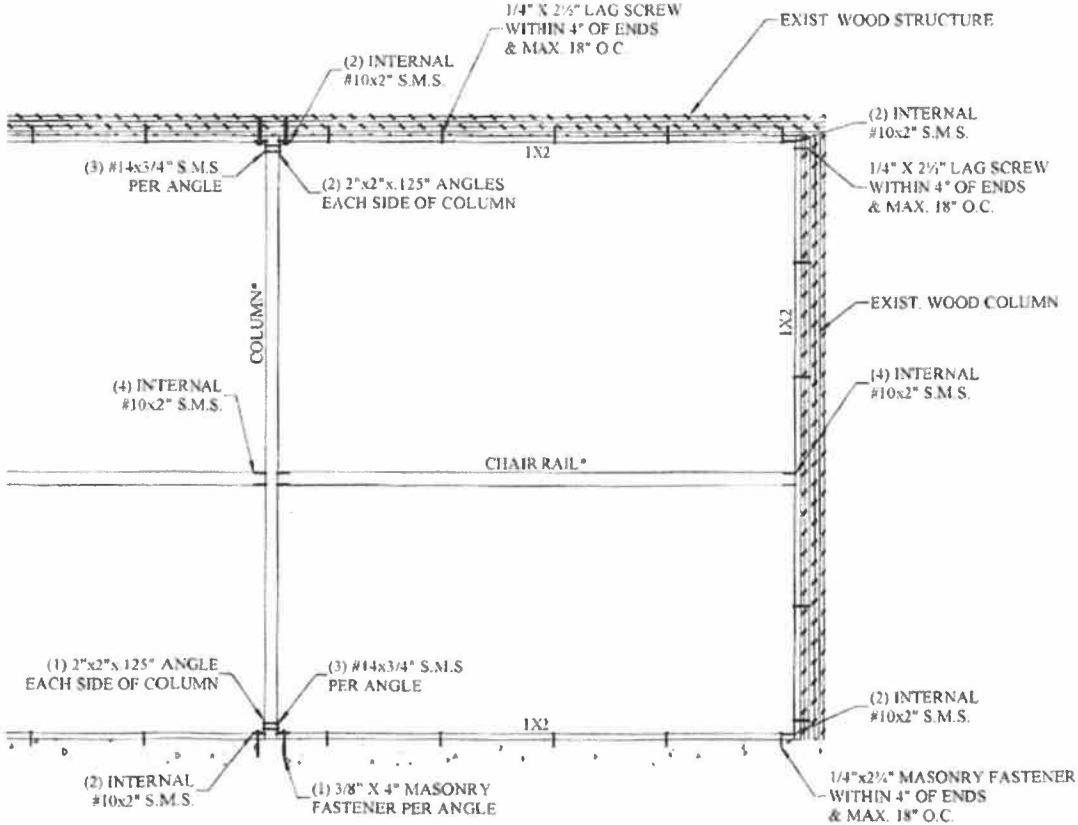 1/4" X 2½" LAG SCREW
WITHIN 4" OF ENDS
& MAX. 18" O.C.
EXIST. WOOD STRUCTURE
(2) INTERNAL
#10x2" S.M.S.
(2) INTERNAL
#10x2" S.M.S.
1X2
(3) #14x3/4" S.M.S
PER ANGLE
(2) 2"x2"x.125" ANGLES
EACH SIDE OF COLUMN
1/4" X 2½" LAG SCREW
WITHIN 4" OF ENDS
& MAX. 18" O.C.
COLUMN*
1X2
EXIST. WOOD COLUMN
(4) INTERNAL
#10x2" S.M.S.
(4) INTERNAL
#10x2" S.M.S.
CHAIR RAIL*
(1) 2"x2"x.125" ANGLE
EACH SIDE OF COLUMN
(3) #14x3/4" S.M.S
PER ANGLE
(2) INTERNAL
#10x2" S.M.S.
1X2
(2) INTERNAL
#10x2" S.M.S.
(1) 3/8" X 4" MASONRY
FASTENER PER ANGLE
1/4"x2¼" MASONRY FASTENER
WITHIN 4" OF ENDS
& MAX. 18" O.C.